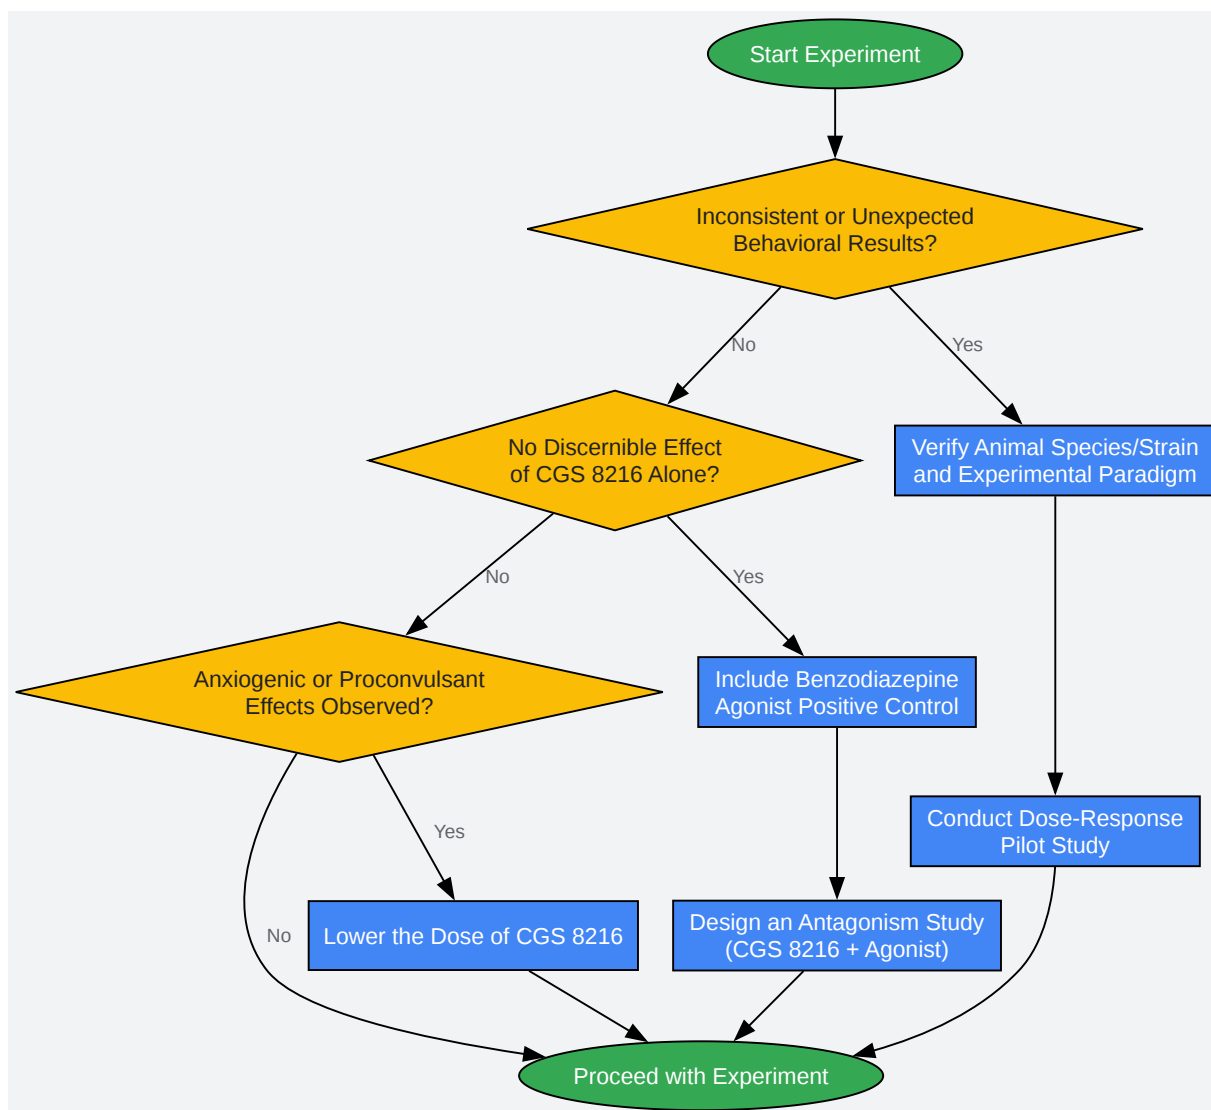 Start Experiment
Inconsistent or Unexpected
Behavioral Results?
No
Yes
No Discernible Effect
of CGS 8216 Alone?
Verify Animal Species/Strain
and Experimental Paradigm
No
Yes
Anxiogenic or Proconvulsant
Effects Observed?
Include Benzodiazepine
Agonist Positive Control
Conduct Dose-Response
Pilot Study
Yes
No
Lower the Dose of CGS 8216
Design an Antagonism Study
(CGS 8216 + Agonist)
Proceed with Experiment